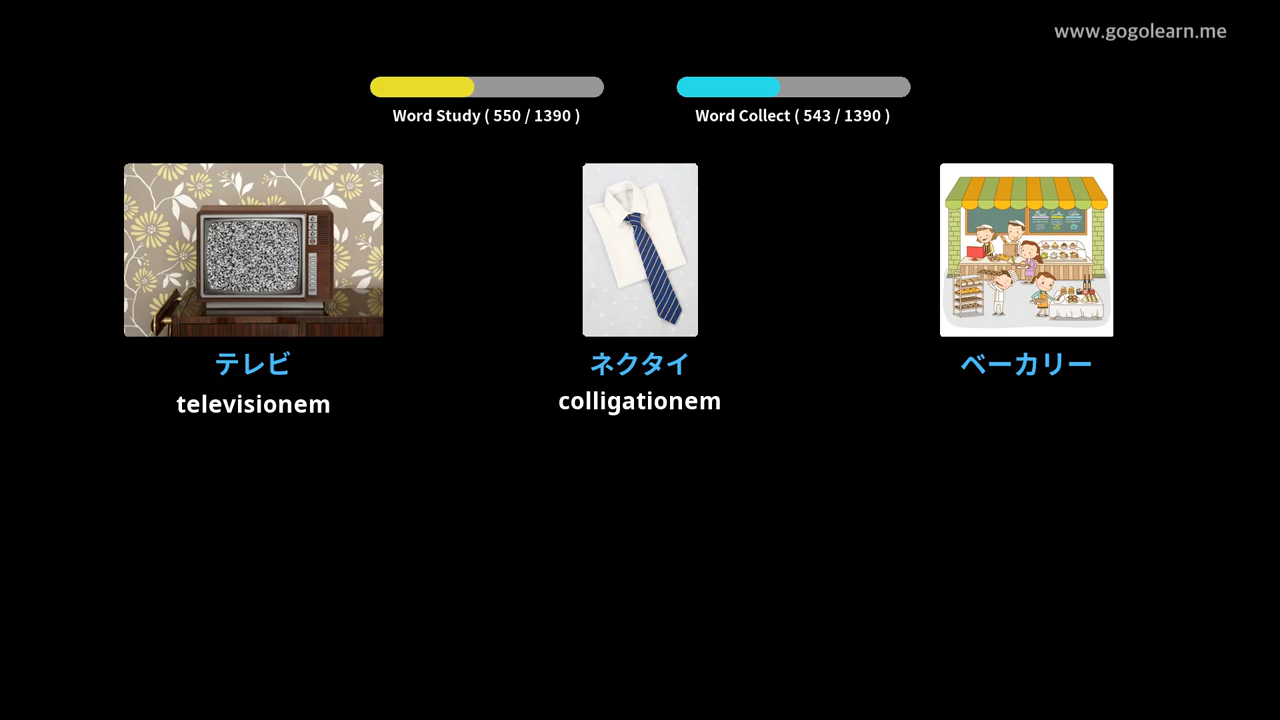 www.gogolearn.me
Word Study ( 550 / 1390 )
Word Collect ( 543 / 1390 )
テレビ
ネクタイ
ベーカリー
televisionem
colligationem